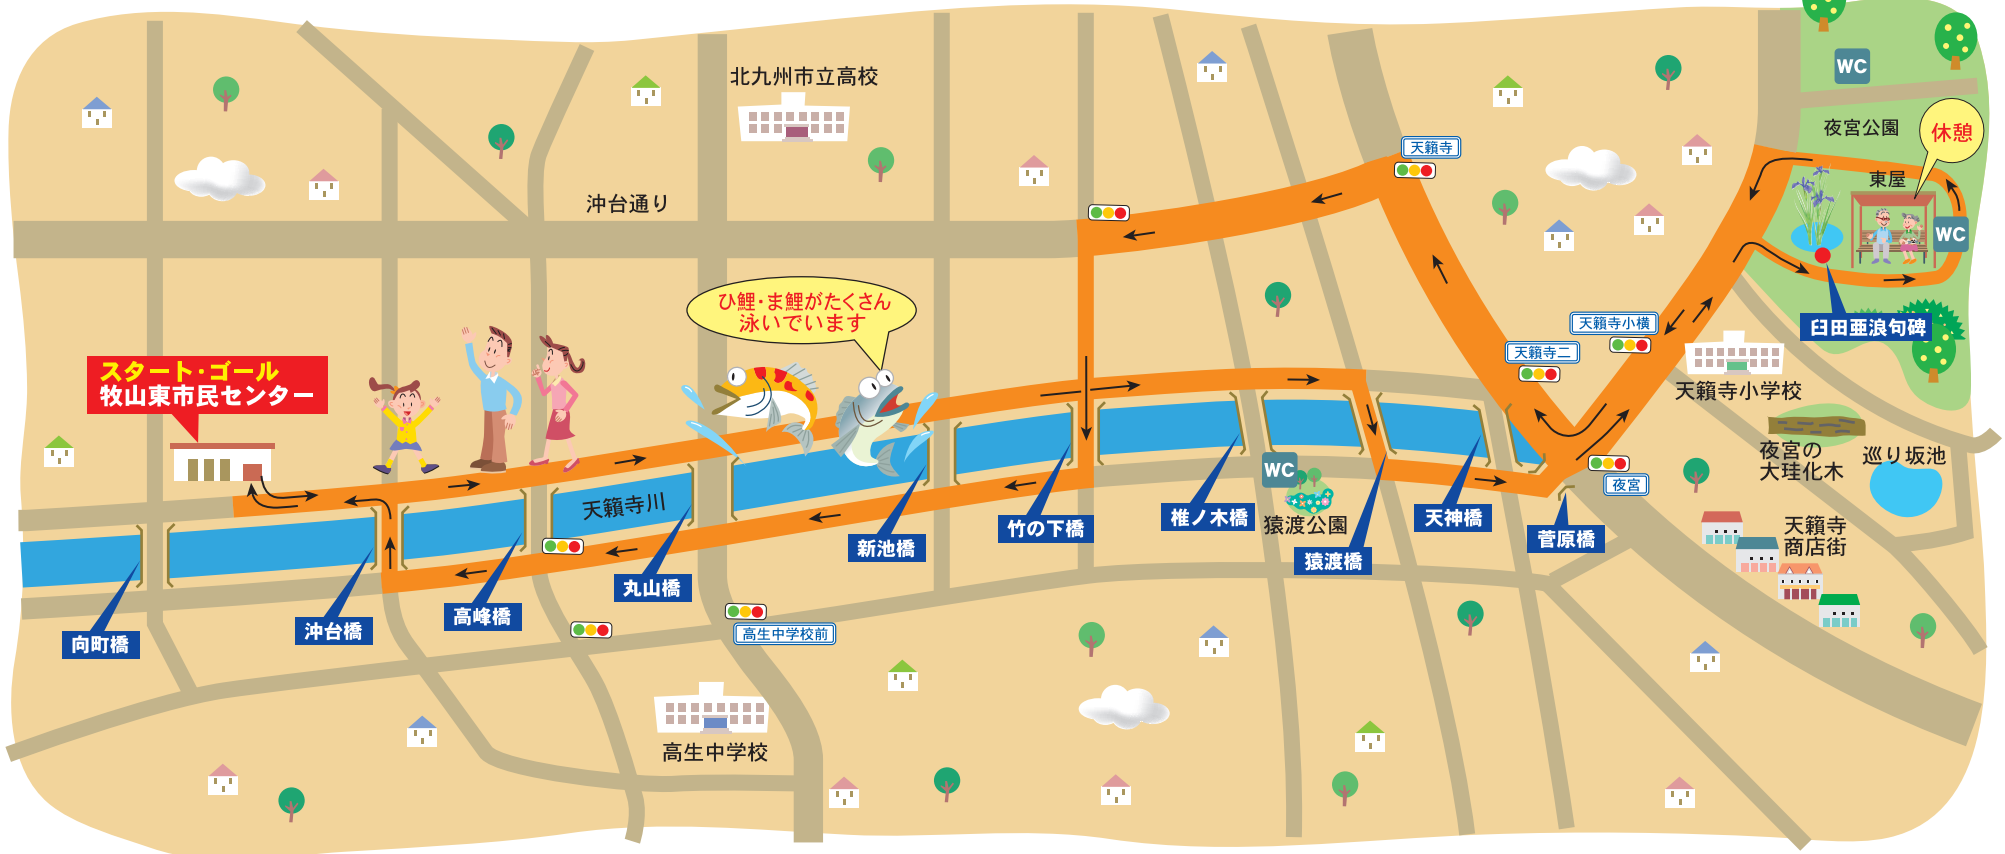 北九州市立高校
沖台通り
天籟寺
WC
夜宮公園
休憩
東屋
WC
臼田亜浪句碑
ひ鯉・ま鯉がたくさん
泳いでいます
天籟寺小横
天籟寺二
天籟寺小学校
スタート・ゴール
牧山東市民センター
夜宮の
大珪化木
巡り坂池
夜宮
WC
天籟寺川
猿渡公園
天籟寺
商店街
向町橋
沖台橋
高峰橋
丸山橋
新池橋
竹の下橋
椎ノ木橋
猿渡橋
天神橋
菅原橋
高生中学校前
高生中学校